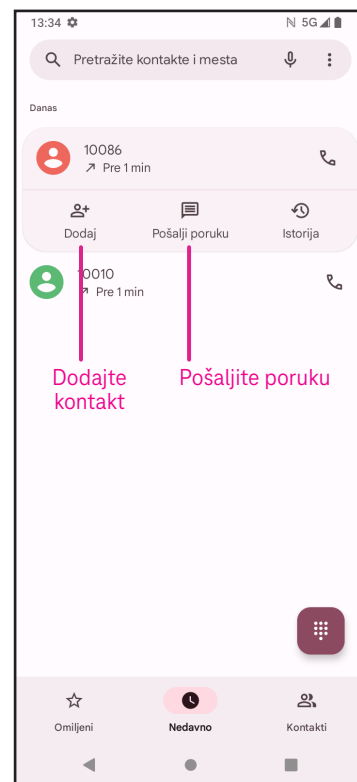 13:34 5G
Pretražite kontakte i mesta
Danas
10086
Pre 1 min
Dodaj Pošalji poruku Istorija
10010
Pre 1 min
Dodajte Pošaljite poruku
kontakt
Omiljeni Nedavno Kontakti